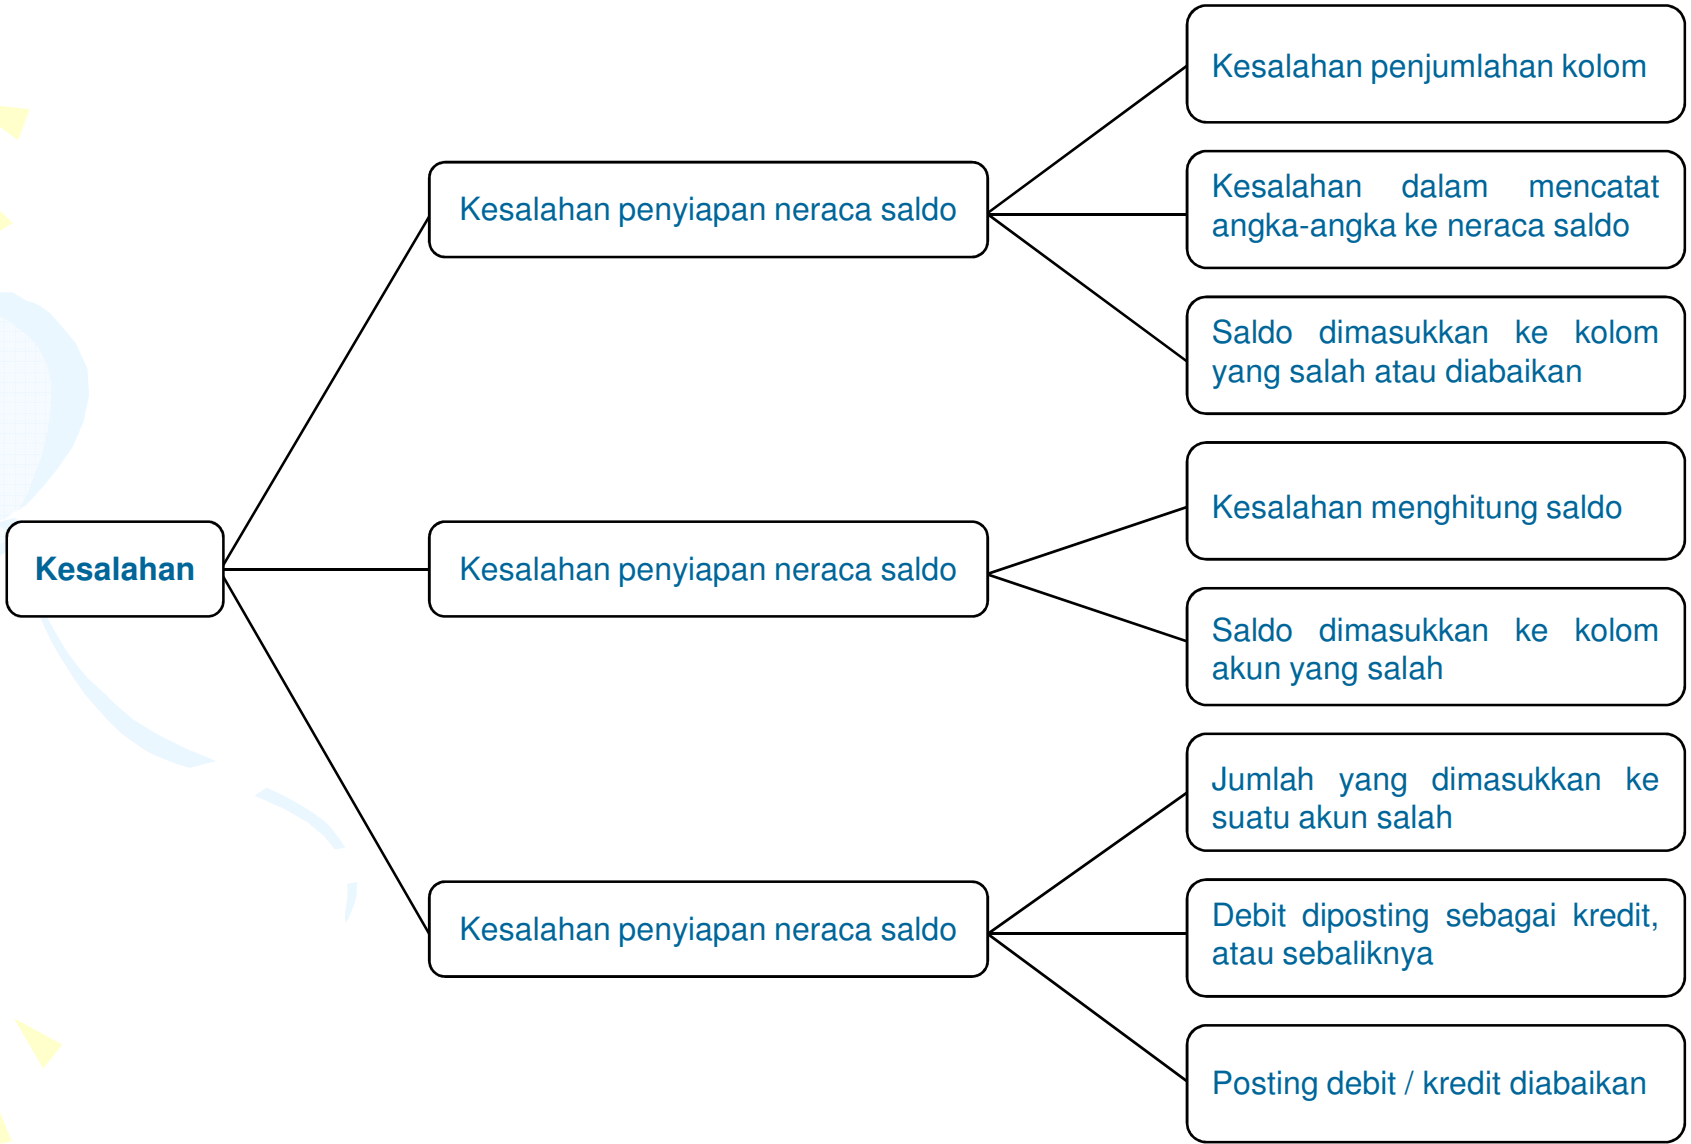 Kesalahan
Kesalahan penyiapan neraca saldo
Kesalahan penjumlahan kolom
Kesalahan dalam mencatat
angka-angka ke neraca saldo
Saldo dimasukkan ke kolom
yang salah atau diabaikan
Kesalahan penyiapan neraca saldo
Kesalahan menghitung saldo
Saldo dimasukkan ke kolom
akun yang salah
Kesalahan penyiapan neraca saldo
Jumlah yang dimasukkan ke
suatu akun salah
Debit diposting sebagai kredit,
atau sebaliknya
Posting debit / kredit diabaikan